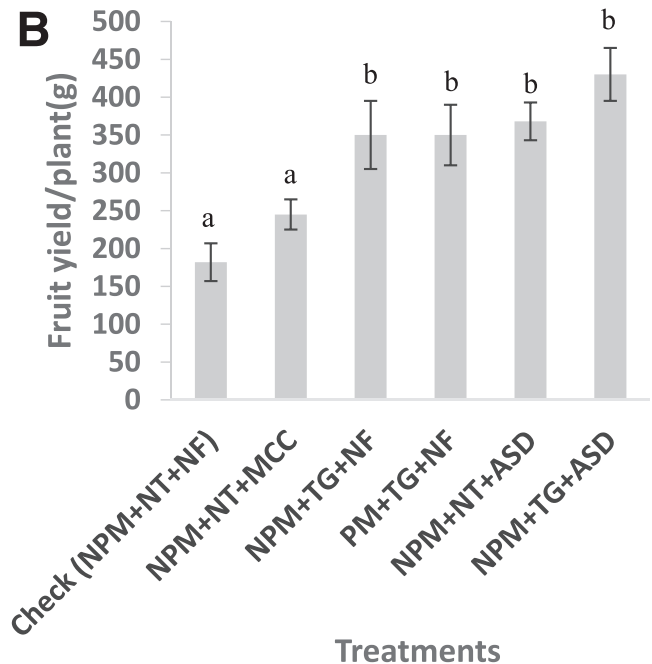 B
Fruit yield/plant(g)
500
450
400
350
300
250
200
150
100
50
0
a
a
b
b
b
b
Check (NPM+NT+NF)
NPM+NT+MCC
NPM+TG+NF
PM+TG+NF
NPM+NT+ASD
NPM+TG+ASD
Treatments